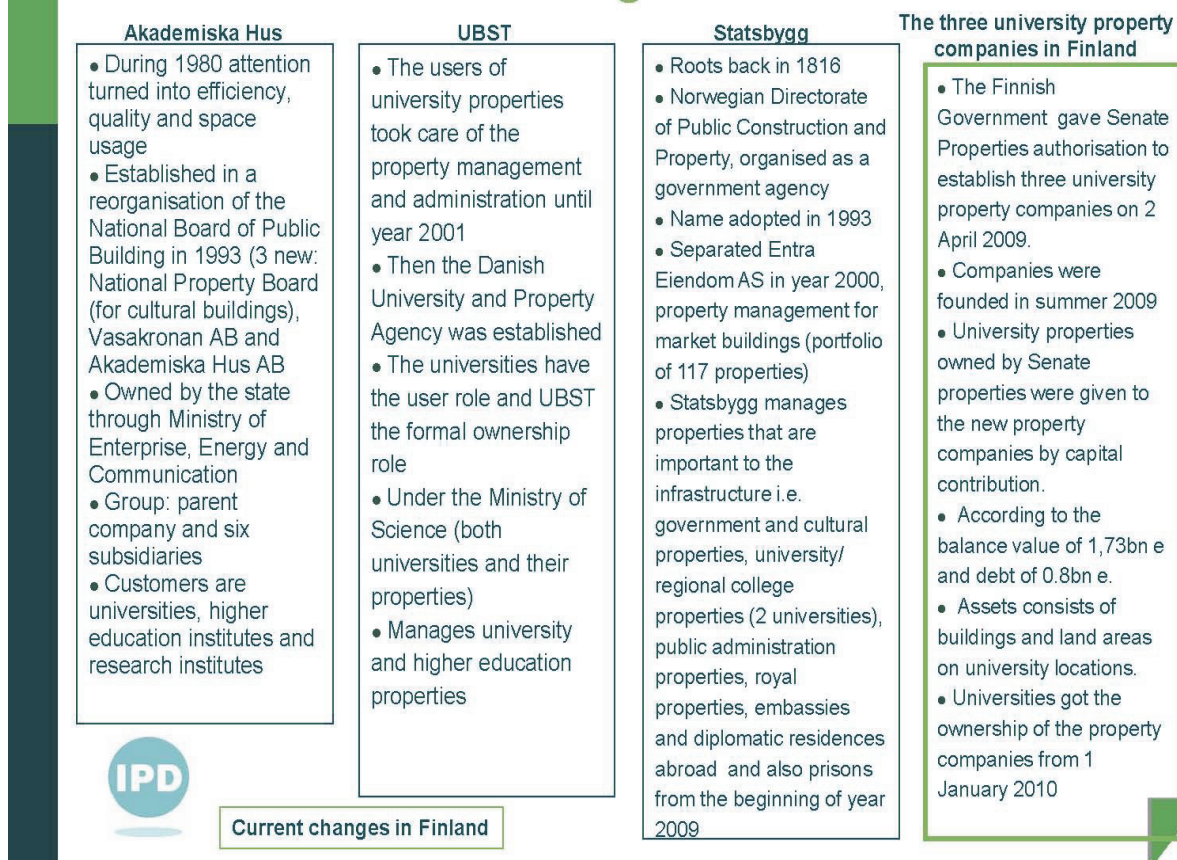 Akademiska Hus
• During 1980 attention
turned into efficiency,
quality and space
usage
• Established in a
reorganisation of the
National Board of Public
Building in 1993 (3 new:
National Property Board
(for cultural buildings),
Vasakronan AB and
Akademiska Hus AB
• Owned by the state
through Ministry of
Enterprise, Energy and
Communication
• Group: parent
company and six
subsidiaries
• Customers are
universities, higher
education institutes and
research institutes
UBST
• The users of
university properties
took care of the
property management
and administration until
year 2001
• Then the Danish
University and Property
Agency was established
• The universities have
the user role and UBST
the formal ownership
role
• Under the Ministry of
Science (both
universities and their
properties)
• Manages university
and higher education
properties
Statsbygg
• Roots back in 1816
• Norwegian Directorate
of Public Construction and
Property, organised as a
government agency
• Name adopted in 1993
• Separated Entra
Eiendom AS in year 2000,
property management for
market buildings (portfolio
of 117 properties)
• Statsbygg manages
properties that are
important to the
infrastructure i.e.
government and cultural
properties, university/
regional college
properties (2 universities),
public administration
properties, royal
properties, embassies
and diplomatic residences
abroad and also prisons
from the beginning of year
2009
The three university property
companies in Finland
• The Finnish
Government gave Senate
Properties authorisation to
establish three university
property companies on 2
April 2009.
• Companies were
founded in summer 2009
• University properties
owned by Senate
properties were given to
the new property
companies by capital
contribution.
• According to the
balance value of 1,73bn e
and debt of 0.8bn e.
• Assets consists of
buildings and land areas
on university locations.
• Universities got the
ownership of the property
companies from 1
January 2010
IPD
Current changes in Finland